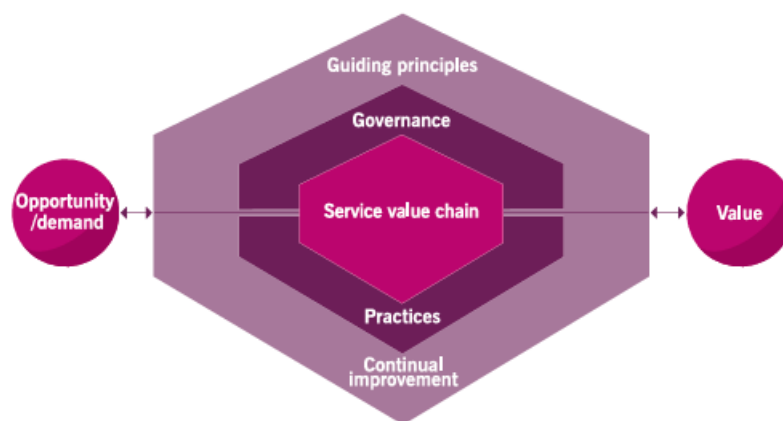 Guiding principles
Governance
Opportunity
/demand
Service value chain
Value
Practices
Continual
improvement